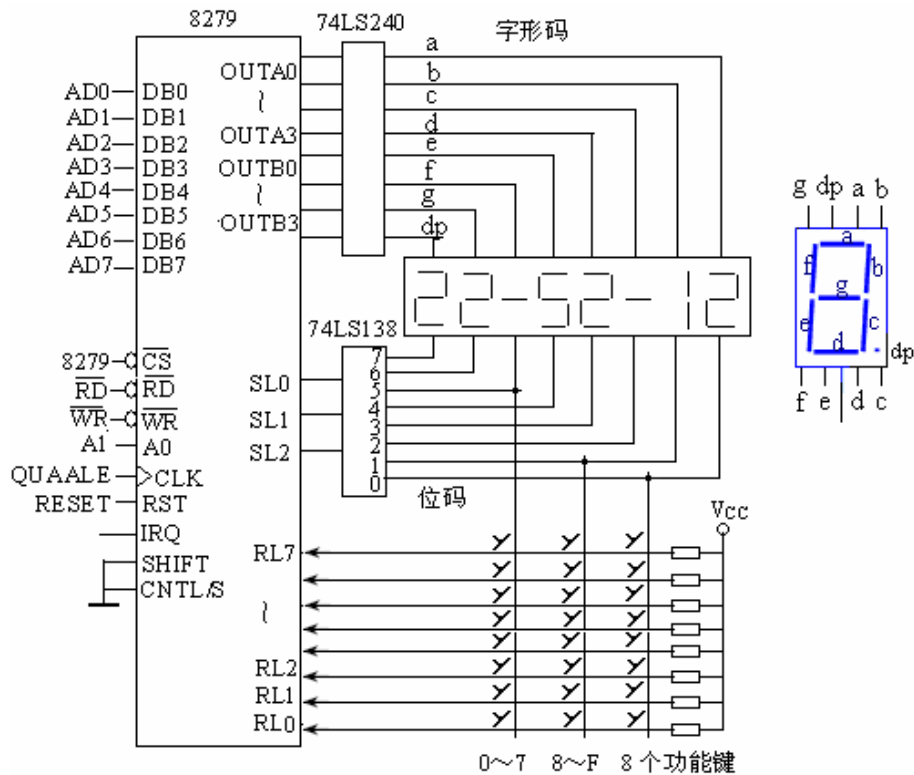 8279
74LS240
字形码
a
b
c
d
e
f
g
dp
OUTA0
~
OUTA3
OUTB0
~
OUTB3
AD0 DB0
AD1 DB1
AD2 DB2
AD3 DB3
AD4 DB4
AD5 DB5
AD6 DB6
AD7 DB7
22-52-12
g dp a b
a
f
b
g
e
c
d
dp
f e d c
74LS138
7
6
5
4
3
2
1
0
SL0
SL1
SL2
位码
8279 CS
RD RD
WR WR
A1 A0
QUAALE CLK
RESET RST
IRQ
SHIFT
CNTL/S
RL7
~
RL2
RL1
RL0
VCC
0～7 8～F 8个功能键